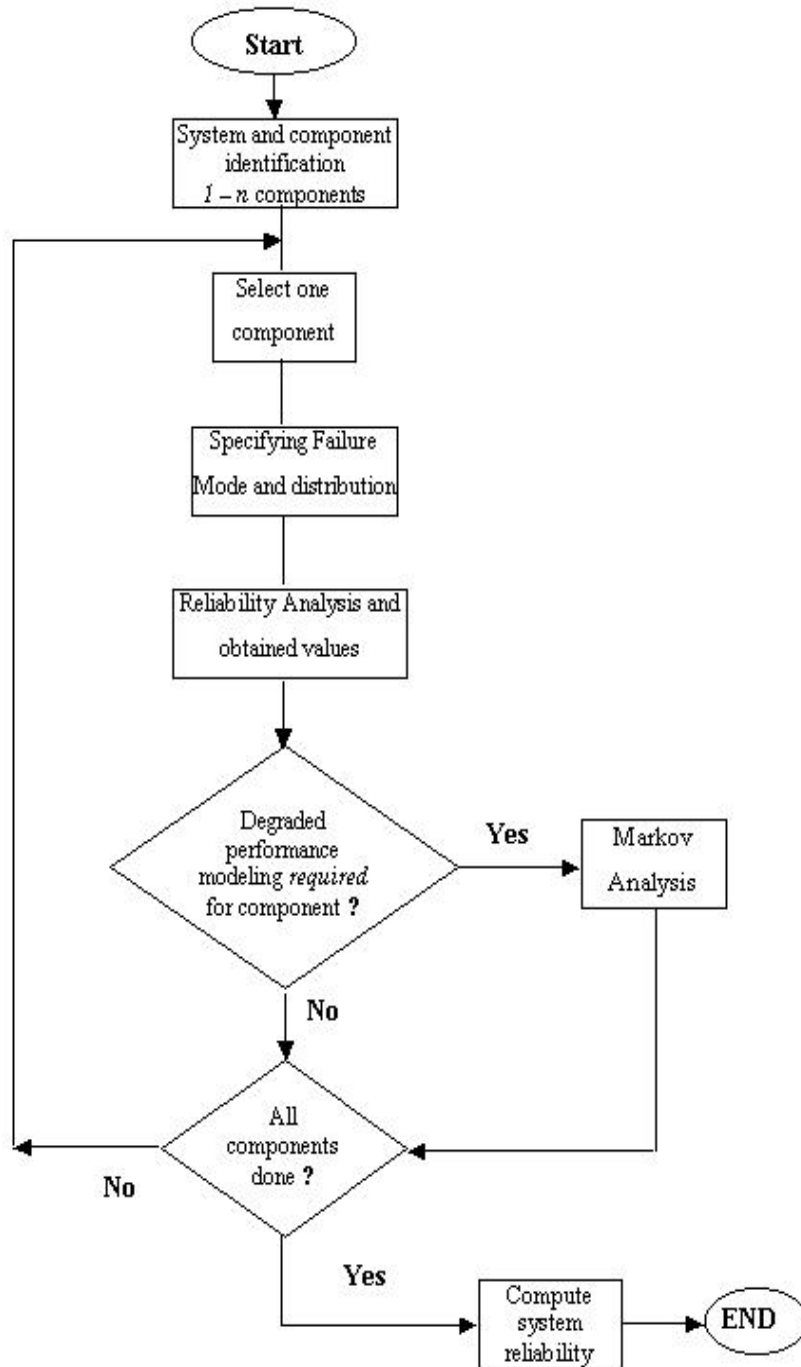 Start
System and component
identification
1 – n components
Select one
component
Specifying Failure
Mode and distribution
Reliability Analysis and
obtained values
Degraded
performance
modeling required
for component ?
Yes
Markov
Analysis
No
All
components
done ?
No
Yes
Compute
system
reliability
END